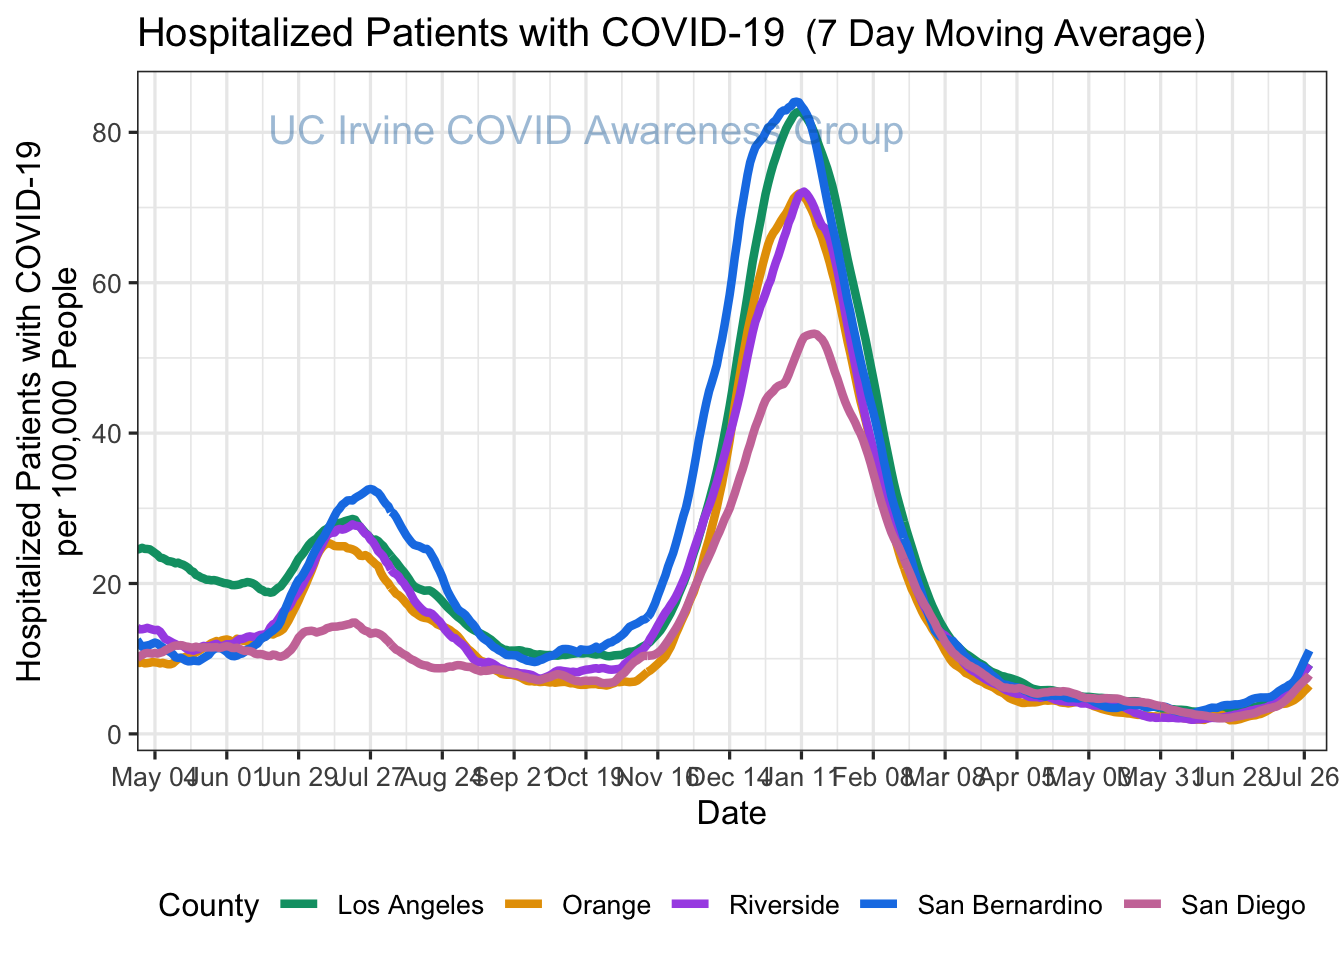 Hospitalized Patients with COVID-19 (7 Day Moving Average)
UC Irvine COVID Awareness Group
Hospitalized Patients with COVID-19
per 100,000 People
80
60
40
20
0
May 04 Jun 01 Jun 29 Jul 27 Aug 24 Sep 21 Oct 19 Nov 16 Dec 14 Jan 11 Feb 08 Mar 08 Apr 05 May 03 May 31 Jun 28 Jul 26
Date
County Los Angeles Orange Riverside San Bernardino San Diego